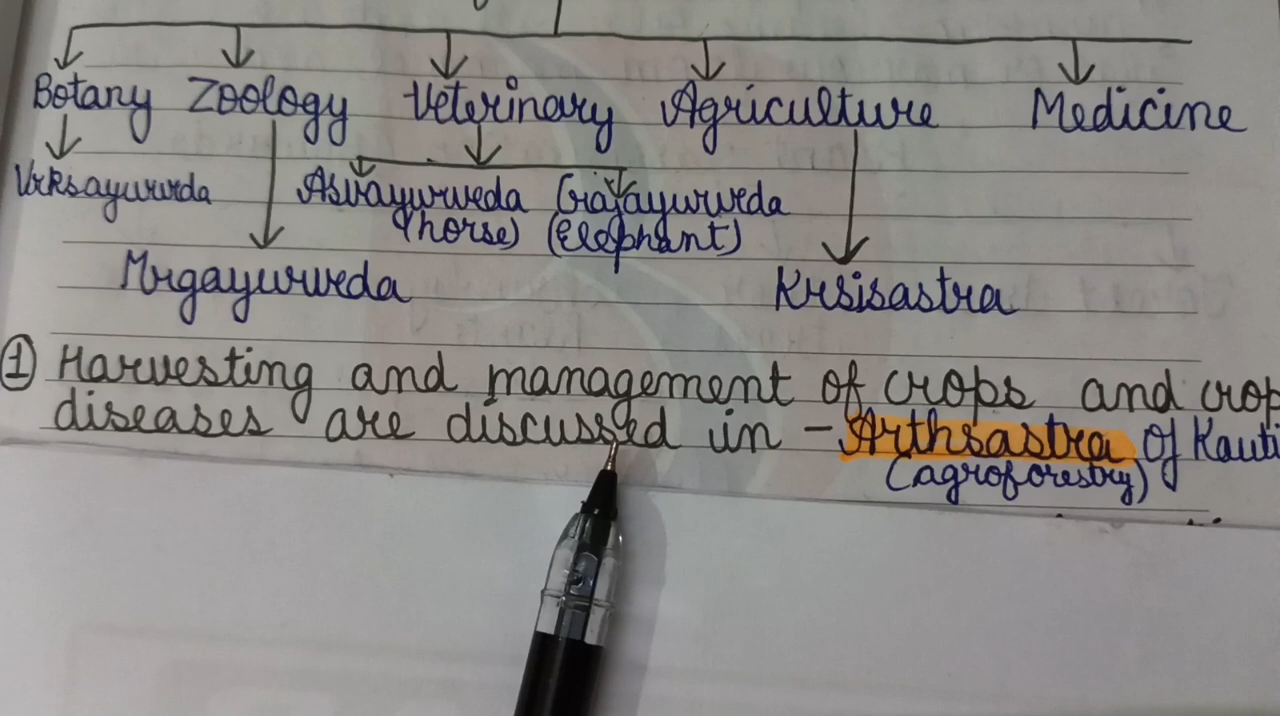 Botany Zoology Veterinary Agriculture Medicine
Vrksayurveda Asvayurveda Gajayurveda
(horse) (Elephant)
Mrgayurveda Krsisastra
① Harvesting and management of crops and crop
diseases are discussed in - Arthsastra of Kauti
(agroforestry)